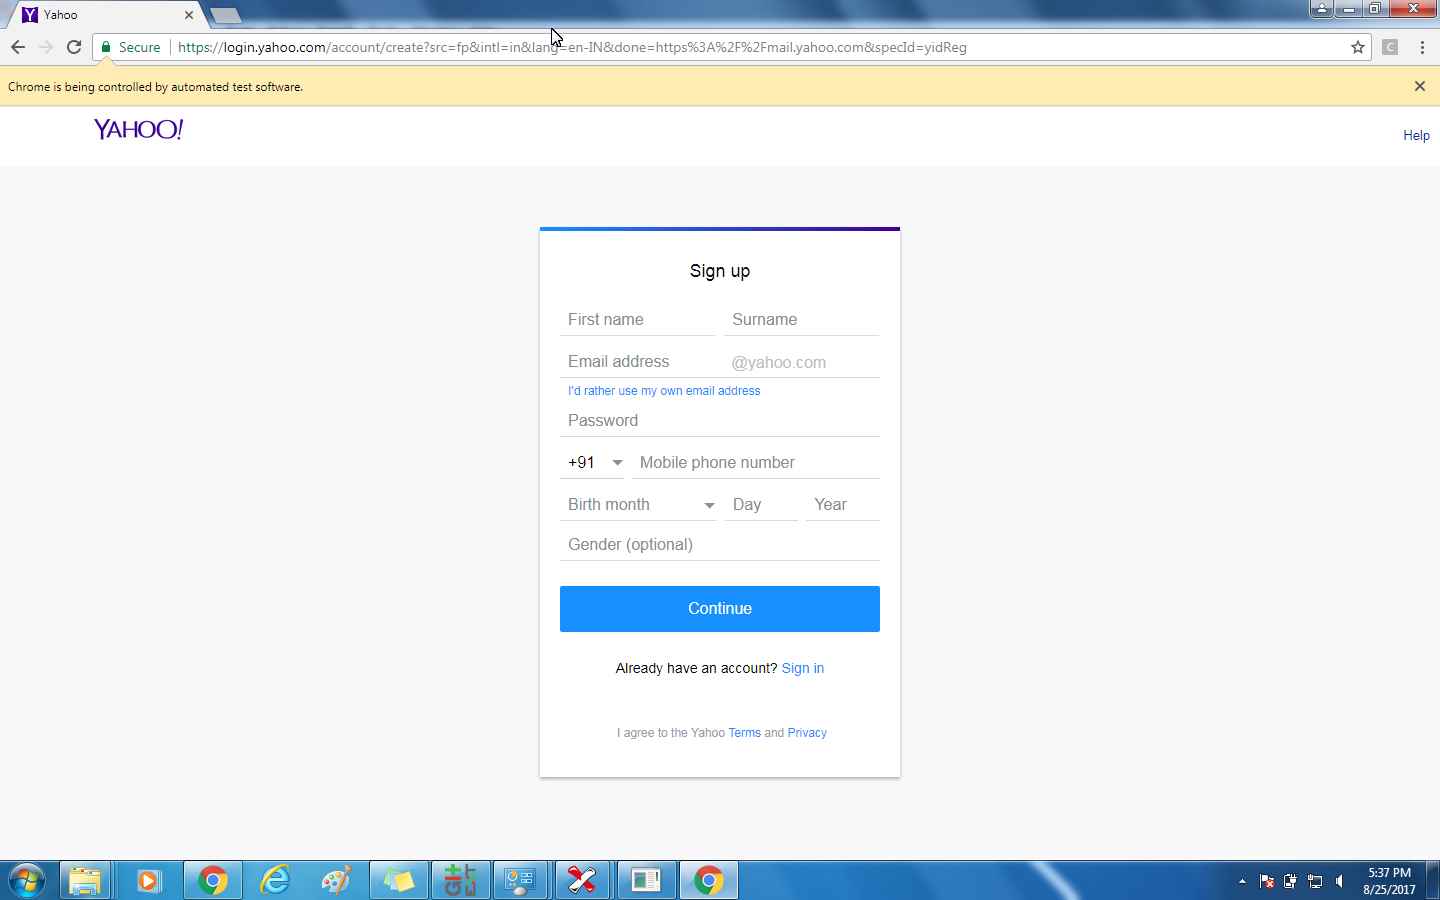 Yahoo
Secure https://login.yahoo.com/account/create?src=fp&intl=in&lang=en-IN&done=https%3A%2F%2Fmail.yahoo.com&specId=yidReg
C
Chrome is being controlled by automated test software.
YAHOO!
Help
Sign up
First name Surname
Email address @yahoo.com
I'd rather use my own email address
Password
+91 Mobile phone number
Birth month Day Year
Gender (optional)
Continue
Already have an account? Sign in
I agree to the Yahoo Terms and Privacy
5:37 PM
8/25/2017